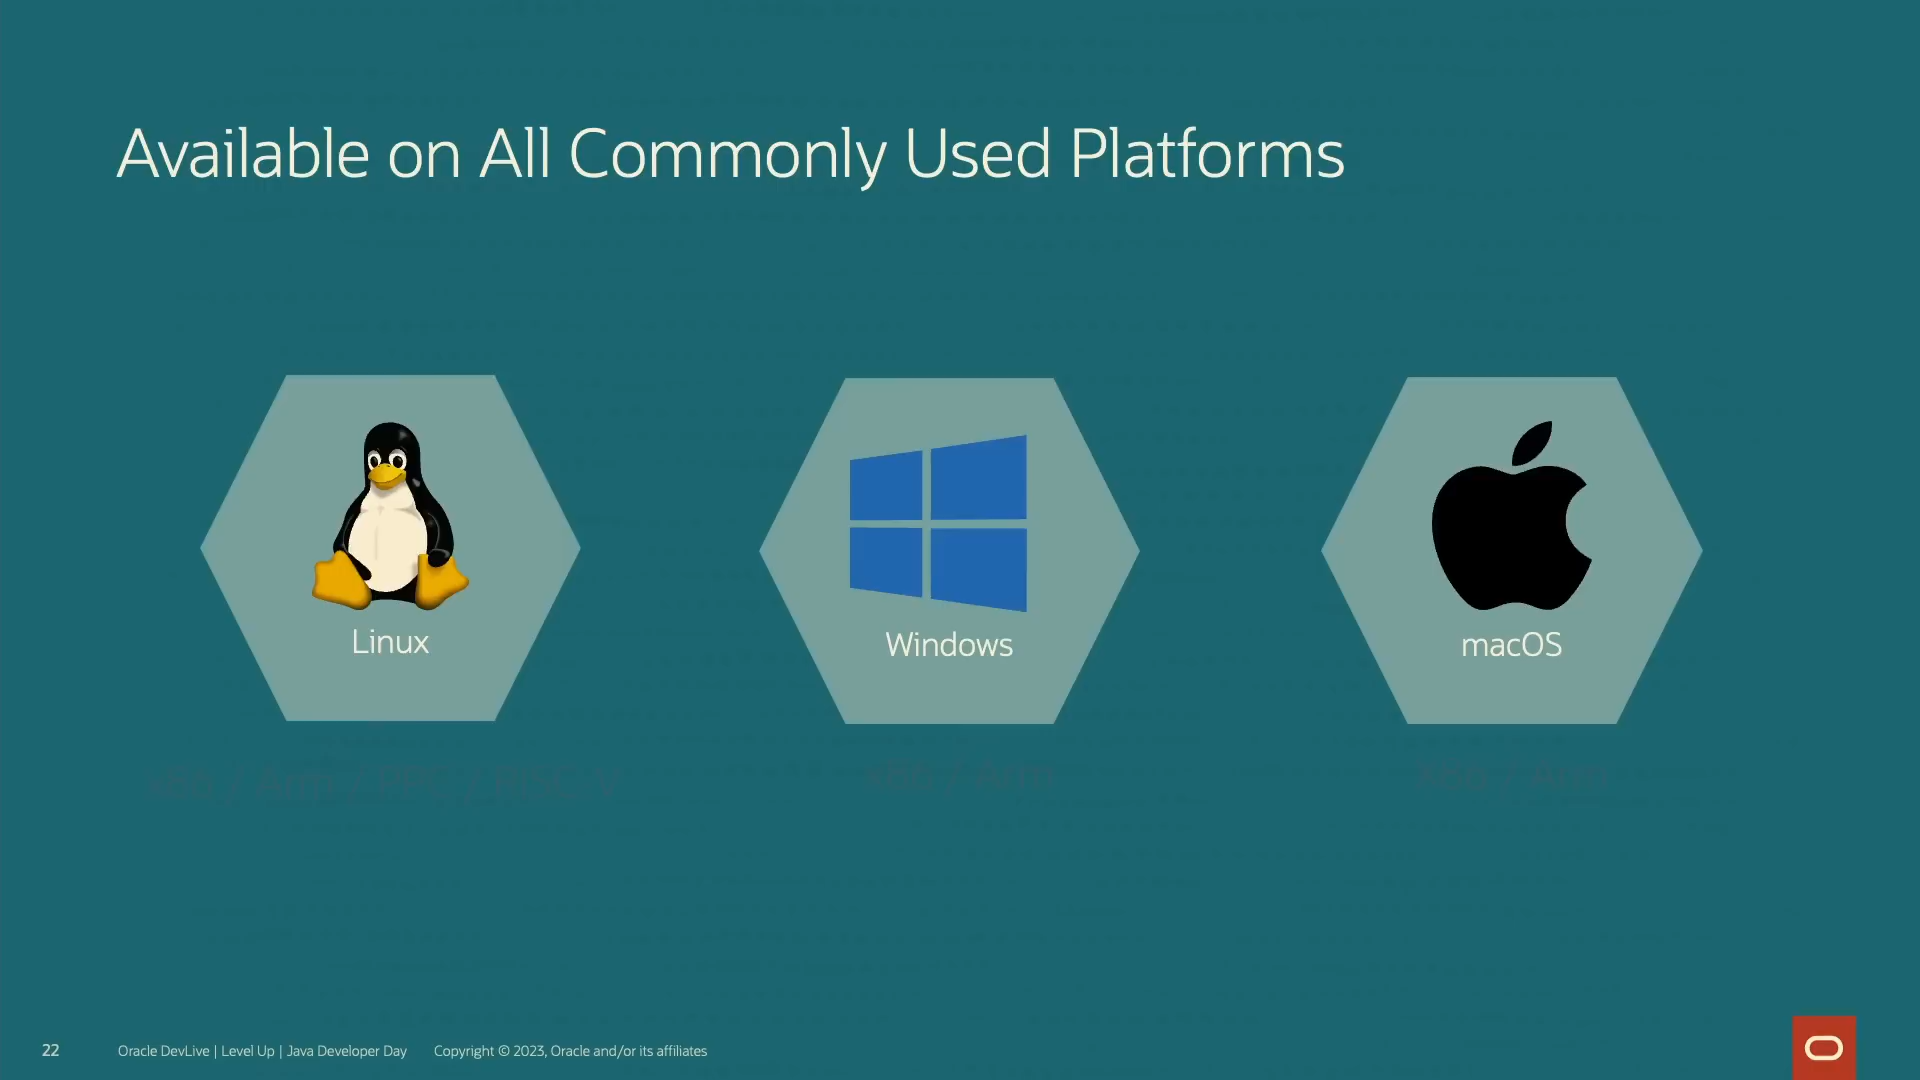 Available on All Commonly Used Platforms
Linux
Windows
macOS
x86 / Arm / PPC / RISC-V
x86 / Arm
x86 / Arm
22
Oracle DevLive | Level Up | Java Developer Day
Copyright © 2023, Oracle and/or its affiliates